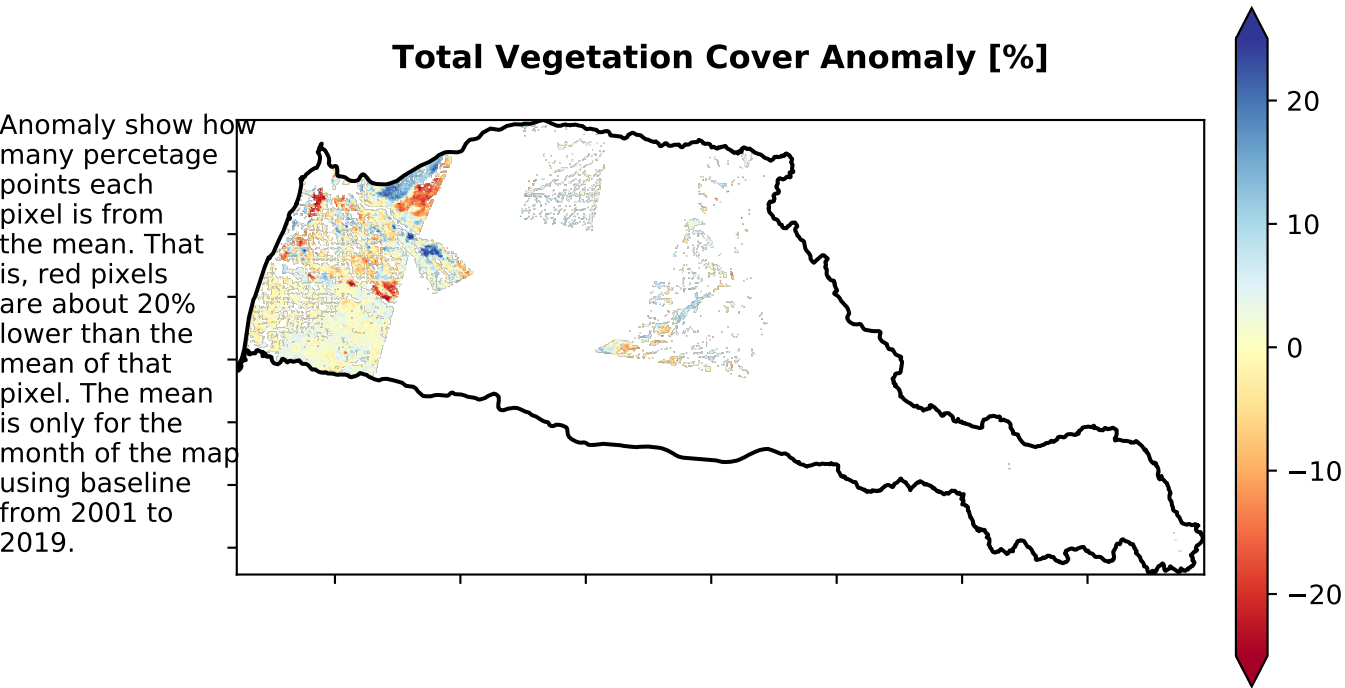 Total Vegetation Cover Anomaly [%]
Anomaly show how
many percetage
points each
pixel is from
the mean. That
is, red pixels
are about 20%
lower than the
mean of that
pixel. The mean
is only for the
month of the map
using baseline
from 2001 to
2019.
20
10
0
−10
−20